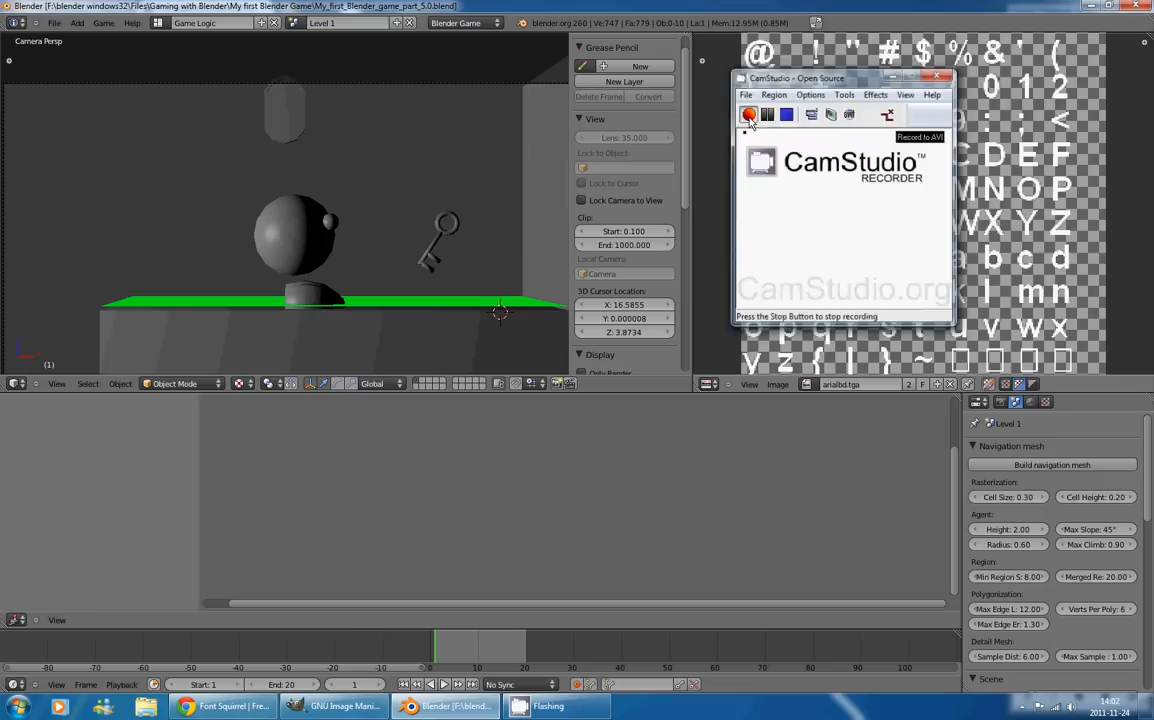 Blender [F:\blender windows32\Files\Gaming with Blender\My first Blender Game\My_first_Blender_game_part_5.0.blend]
File Add Game Help Game Logic Level 1 Blender Game blender.org 260 | Ve:747 | Fa:779 | Ob:0-10 | La:0 | Mem:12.95M (0.85M)
Camera Persp
(1)
View Select Object Object Mode Global
Grease Pencil
New
New Layer
Delete Frame Convert
View
Lens: 35.000
Lock to Object:
Lock to Cursor
Lock Camera to View
Clip:
Start: 0.100
End: 1000.000
Local Camera:
Camera
3D Cursor Location:
X: 16.5855
Y: 0.000008
Z: 3.8734
Display
Only Render
@ ! " # $ % & ' (
0 1 2
: ; <
C D E F
M N O P
W X Y Z
a b c d
l m n
o p q r s t u v w x
y z { | } ~
CamStudio - Open Source
File Region Options Tools Effects View Help
Record to AVI
CamStudio™
RECORDER
CamStudio.org
Press the Stop Button to stop recording
View Image arialbd.tga 2 F
Level 1
Navigation mesh
Build navigation mesh
Rasterization:
Cell Size: 0.30 Cell Height: 0.20
Agent:
Height: 2.00 Max Slope: 45°
Radius: 0.60 Max Climb: 0.90
Region:
Min Region S: 8.00 Merged Re: 20.00
Polygonization:
Max Edge L: 12.00 Verts Per Poly: 6
Max Edge Er: 1.30
Detail Mesh:
Sample Dist: 6.00 Max Sample : 1.00
Scene
View
-80 -70 -60 -50 -40 -30 -20 -10 0 10 20 30 40 50 60 70 80 90 100
View Frame Playback Start: 1 End: 20 1 No Sync
Font Squirrel | Fre... GNU Image Mani... Blender [F:\blend... Flashing
14:02
2011-11-24